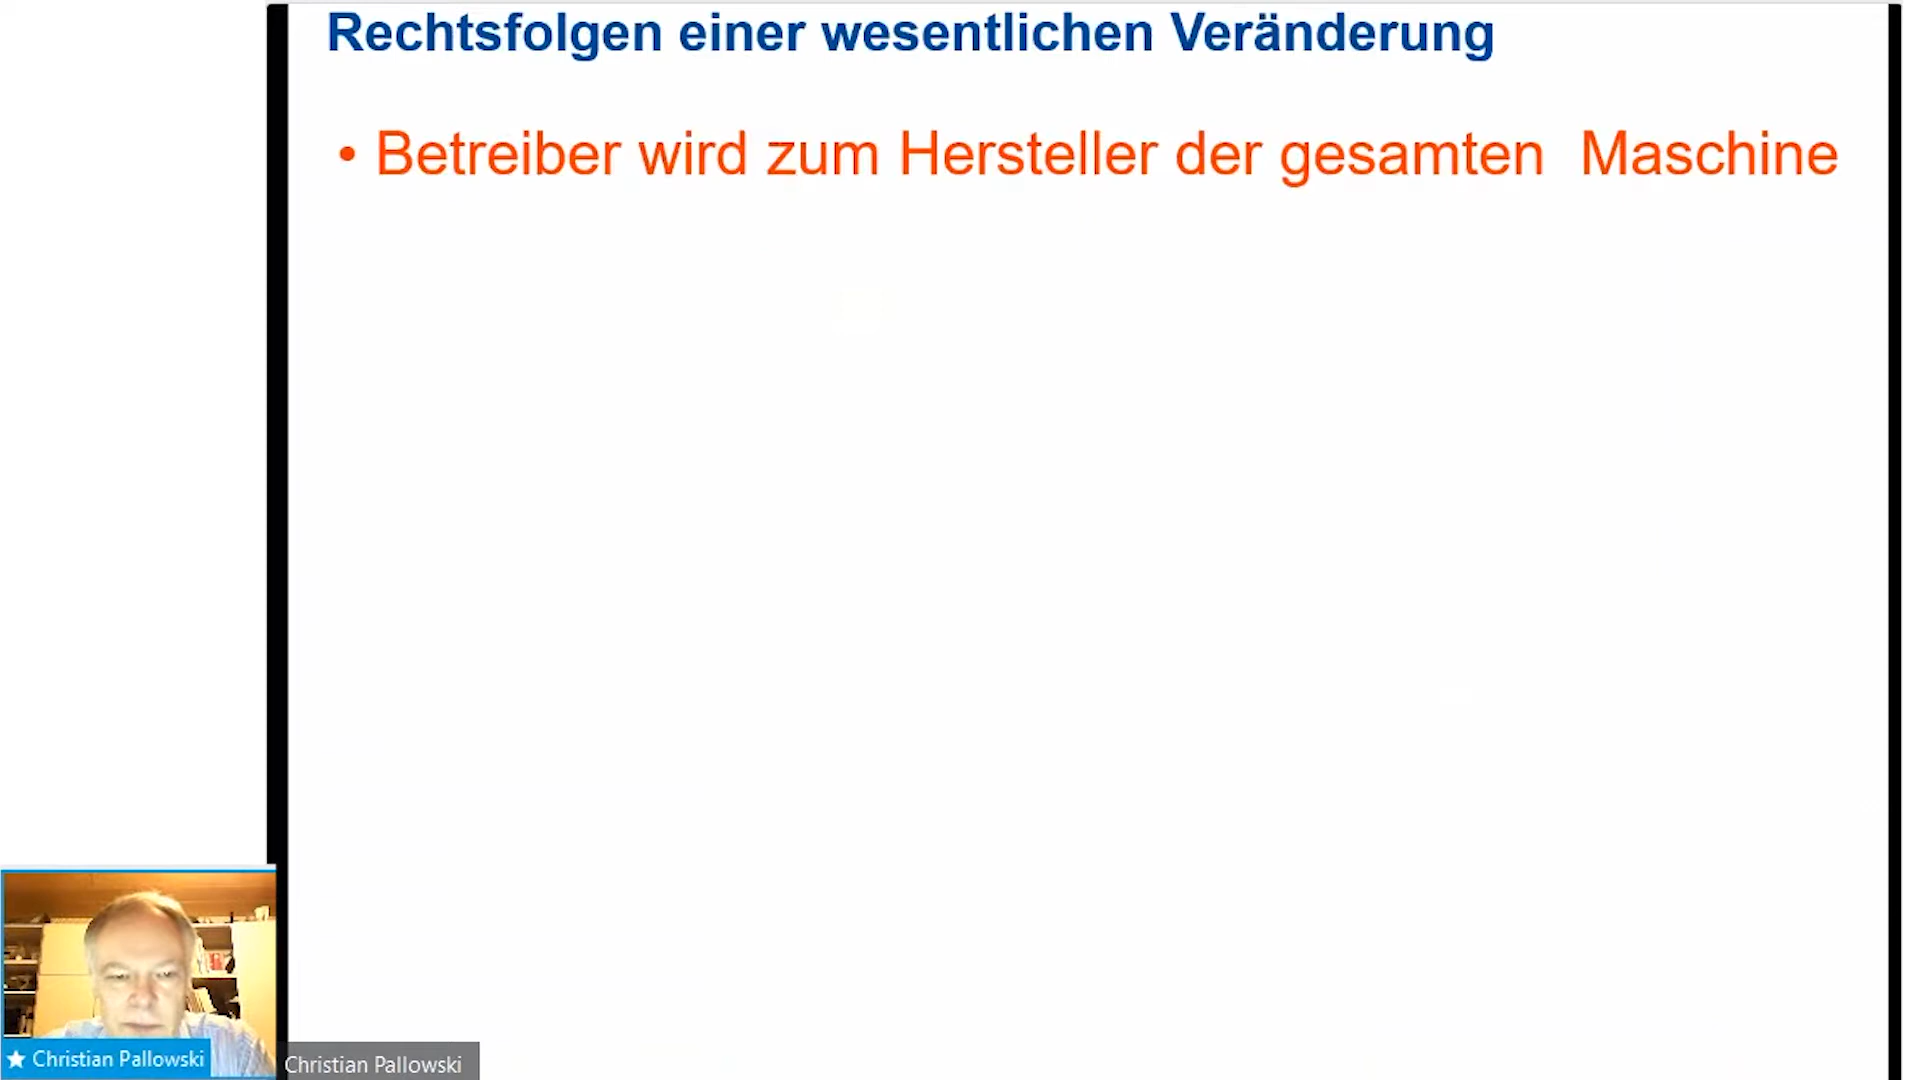 Rechtsfolgen einer wesentlichen Veränderung
• Betreiber wird zum Hersteller der gesamten  Maschine
Christian Pallowski
Christian Pallowski